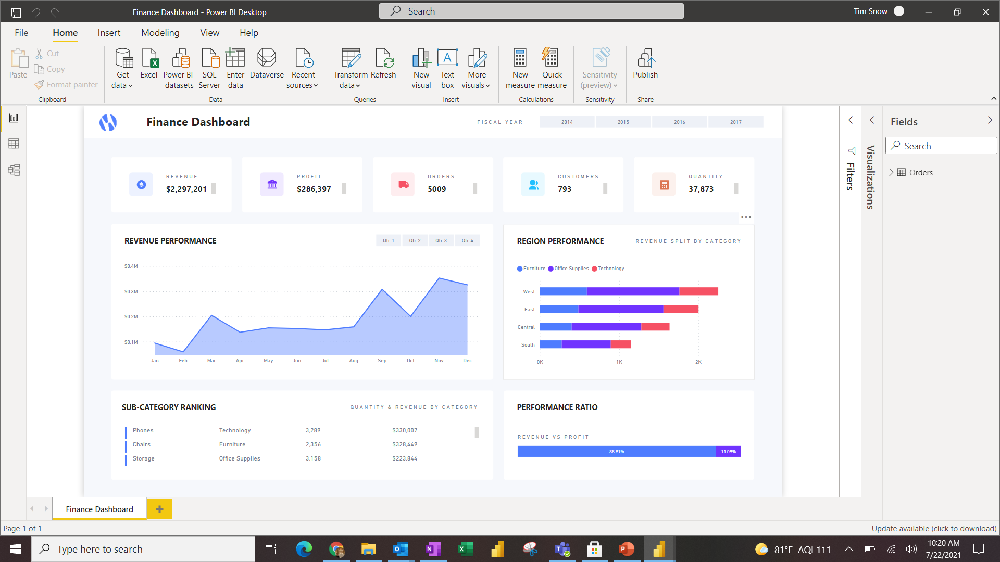 Finance Dashboard - Power BI Desktop
Search
Tim Snow
File Home Insert Modeling View Help
Paste
Cut
Copy
Format painter
Clipboard
Get data
Excel
Power BI datasets
SQL Server
Enter data
Dataverse
Recent sources
Data
Transform data
Refresh
Queries
New visual
Text box
More visuals
Insert
New measure
Quick measure
Calculations
Sensitivity (preview)
Sensitivity
Publish
Share
Finance Dashboard
FISCAL YEAR
2014 2015 2016 2017
REVENUE
$2,297,201
PROFIT
$286,397
ORDERS
5009
CUSTOMERS
793
QUANTITY
37,873
REVENUE PERFORMANCE
Qtr 1 Qtr 2 Qtr 3 Qtr 4
$0.4M
$0.3M
$0.2M
$0.1M
Jan Feb Mar Apr May Jun Jul Aug Sep Oct Nov Dec
REGION PERFORMANCE
REVENUE SPLIT BY CATEGORY
Furniture Office Supplies Technology
West
East
Central
South
0K 1K 2K
SUB-CATEGORY RANKING
QUANTITY & REVENUE BY CATEGORY
Phones Technology 3,289 $330,007
Chairs Furniture 2,356 $328,449
Storage Office Supplies 3,158 $223,844
PERFORMANCE RATIO
REVENUE VS PROFIT
88.91% 11.09%
Filters
Visualizations
Fields
Search
Orders
Finance Dashboard
Page 1 of 1
Update available (click to download)
Type here to search
81°F AQI 111
10:20 AM
7/22/2021